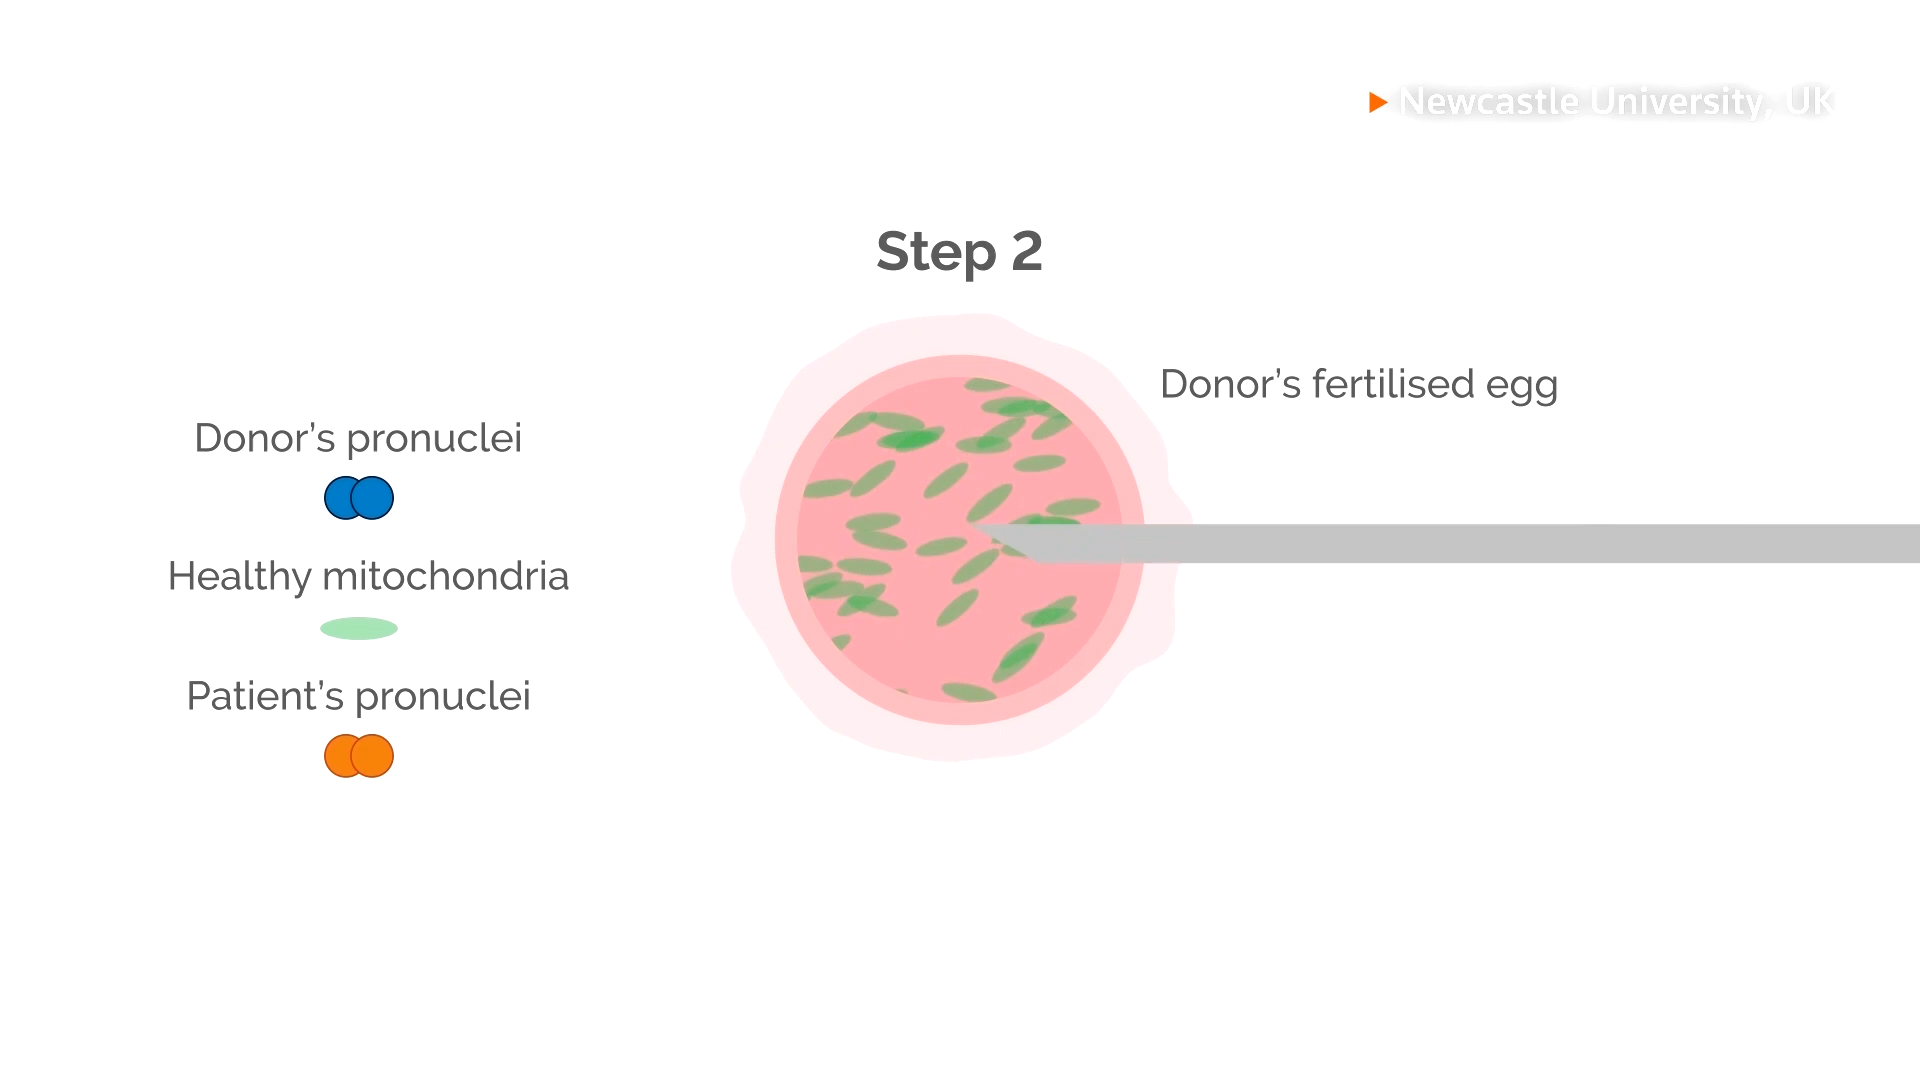 Newcastle University, UK
Step 2
Donor's fertilised egg
Donor's pronuclei
Healthy mitochondria
Patient's pronuclei